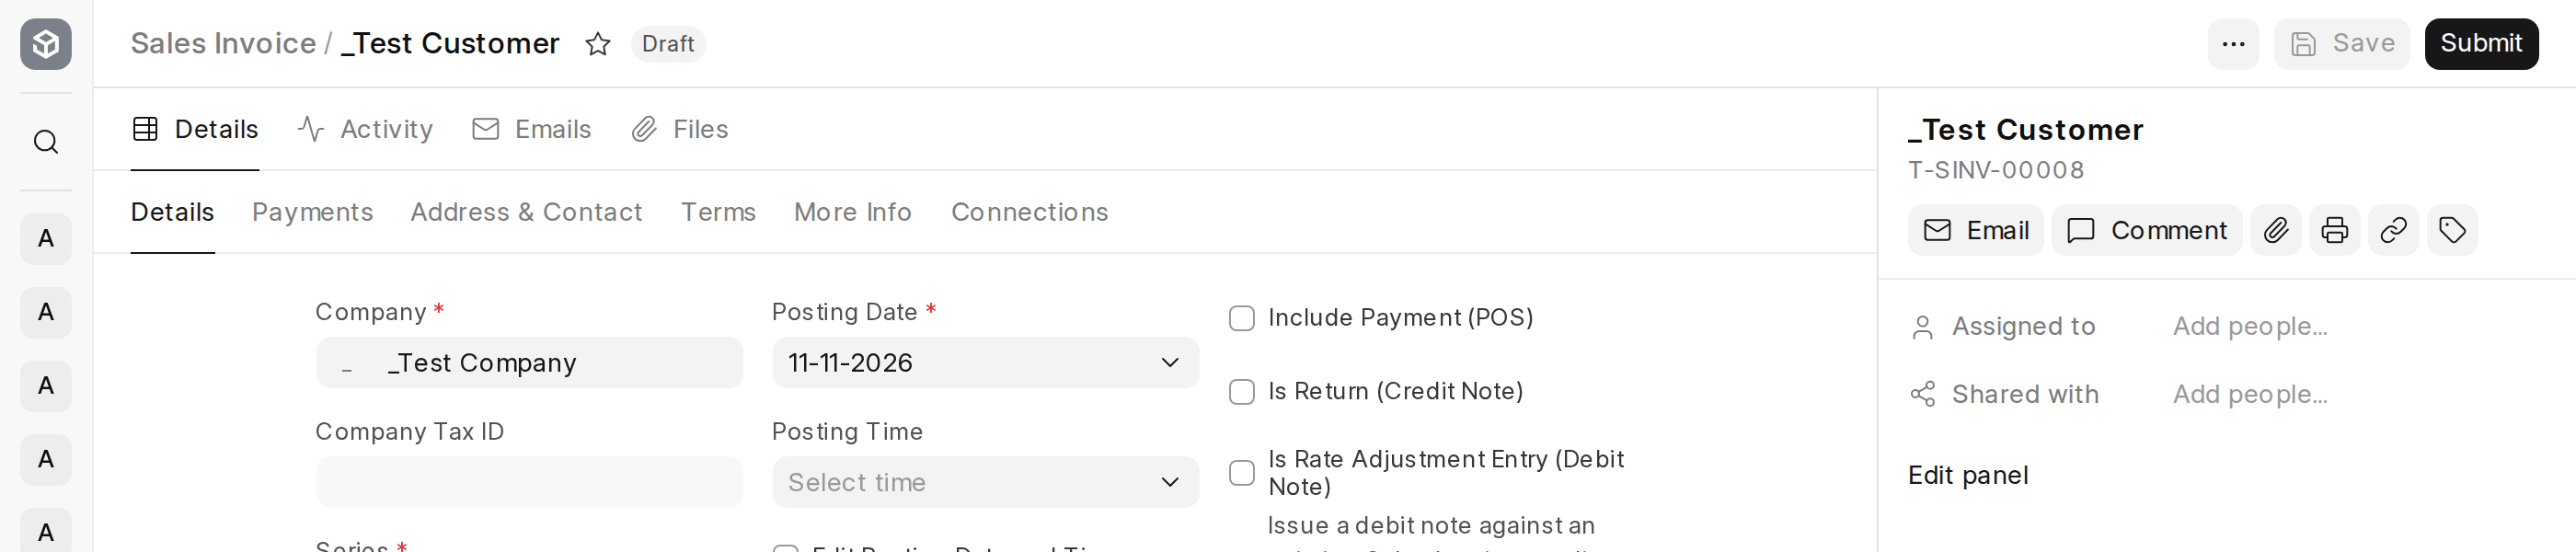 Sales Invoice / _Test Customer Draft
Save Submit
Details Activity Emails Files
Details Payments Address & Contact Terms More Info Connections
A
A
A
A
A
Company *
_ _Test Company
Company Tax ID
Series *
Posting Date *
11-11-2026
Posting Time
Select time
Include Payment (POS)
Is Return (Credit Note)
Is Rate Adjustment Entry (Debit
Note)
Issue a debit note against an
_Test Customer
T-SINV-00008
Email Comment
Assigned to Add people...
Shared with Add people...
Edit panel